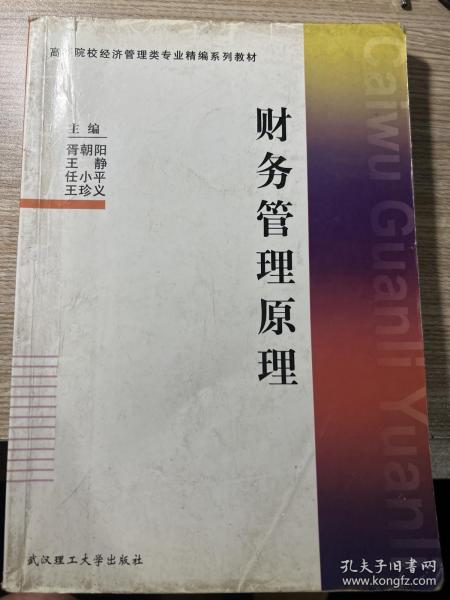 高等院校经济管理类专业精编系列教材
主编
胥朝阳
王静
任小平
王珍义
财务管理原理
Caiwu Guanli Yuanli
武汉理工大学出版社
孔夫子旧书网
www.kongfz.com